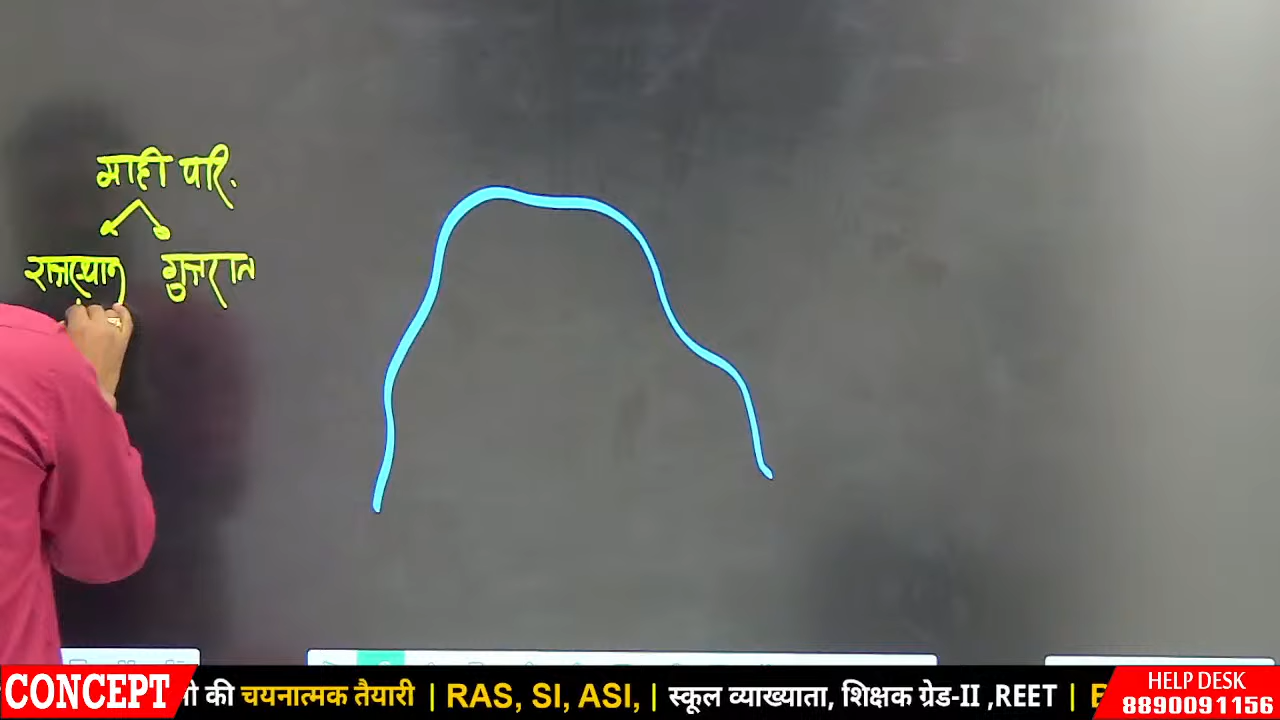 माही परि.
राजस्थान गुजरात
CONCEPT
की चयनात्मक तैयारी | RAS, SI, ASI, | स्कूल व्याख्याता, शिक्षक ग्रेड-II ,REET |
HELP DESK
8890091156